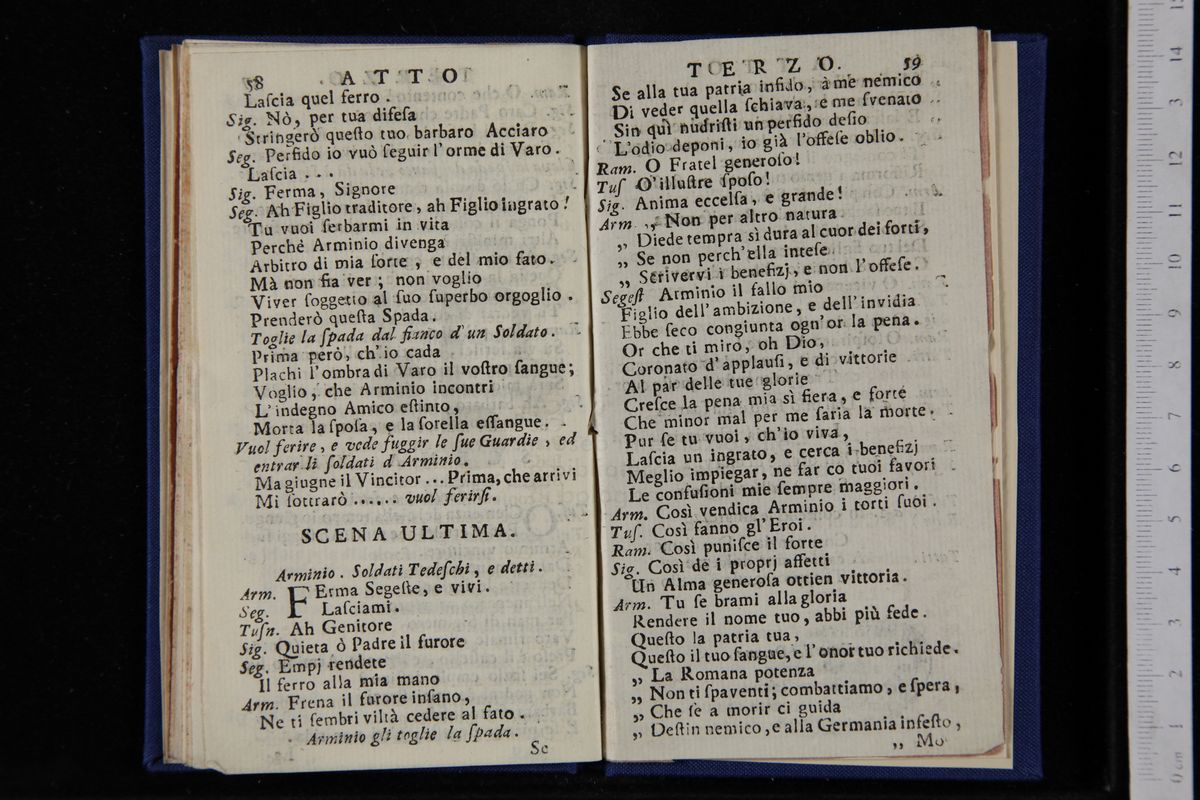 58 ATTO
Laſcia quel ferro.
Sig. Nò, per tua difeſa
Stringerò queſto tuo barbaro Acciaro
Seg. Perfido io vuò ſeguir l'orme di Varo.
Laſcia . . .
Sig. Ferma, Signore
Seg. Ah Figlio traditore, ah Figlio ingrato!
Tu vuoi ſerbarmi in vita
Perchè Arminio divenga
Arbitro di mia ſorte, e del mio fato.
Mà non fia ver; non voglio
Viver ſoggetto al ſuo ſuperbo orgoglio.
Prenderò queſta Spada.
Toglie la ſpada dal fianco d'un Soldato.
Prima però, ch'io cada
Plachi l'ombra di Varo il voſtro ſangue;
Voglio, che Arminio incontri
L'indegno Amico eſtinto,
Morta la ſpoſa, e la ſorella eſſangue.
Vuol ferire, e vede fuggir le ſue Guardie, ed
entrar li ſoldati d Arminio.
Ma giugne il Vincitor ... Prima, che arrivi
Mi ſottrarò ...... vuol ferirſi.
SCENA ULTIMA.
Arminio. Soldati Tedeſchi, e detti.
Arm. FErma Segeſte, e vivi.
Seg. Laſciami.
Tuſn. Ah Genitore
Sig. Quieta ò Padre il furore
Seg. Empj rendete
Il ferro alla mia mano
Arm. Frena il furore inſano,
Ne ti ſembri viltà cedere al fato.
Arminio gli toglie la ſpada.
Se
TERZO. 59
Se alla tua patria infido, à me nemico
Di veder quella ſchiava, e me ſvenato
Sin quì nudriſti un perfido deſio
L'odio deponi, io già l'offeſe oblio.
Ram. O Fratel generoſo!
Tuſ O'illuſtre ſpoſo!
Sig. Anima eccelſa, e grande!
Arm. ,, Non per altro natura
,, Diede tempra sì dura al cuor dei forti,
,, Se non perch'ella inteſe
,, Scrivervi i benefizj, e non l'offeſe.
Segeſt Arminio il fallo mio
Figlio dell'ambizione, e dell'invidia
Ebbe ſeco congiunta ogn'or la pena.
Or che ti miro, oh Dio,
Coronato d'applauſi, e di vittorie
Al par delle tue glorie
Creſce la pena mia sì fiera, e forte
Che minor mal per me ſaria la morte.
Pur ſe tu vuoi, ch'io viva,
Laſcia un ingrato, e cerca i benefizj
Meglio impiegar, ne far co tuoi favori
Le confuſioni mie ſempre maggiori.
Arm. Così vendica Arminio i torti ſuoi.
Tuſ. Così fanno gl'Eroi.
Ram. Così puniſce il forte
Sig. Così de i proprj affetti
Un Alma generoſa ottien vittoria.
Arm. Tu ſe brami alla gloria
Rendere il nome tuo, abbi più fede.
Queſto la patria tua,
Queſto il tuo ſangue, e l'onor tuo richiede.
,, La Romana potenza
,, Non ti ſpaventi; combattiamo, e ſpera,
,, Che ſe a morir ci guida
,, Deſtin nemico, e alla Germania infeſto,
,, Mo